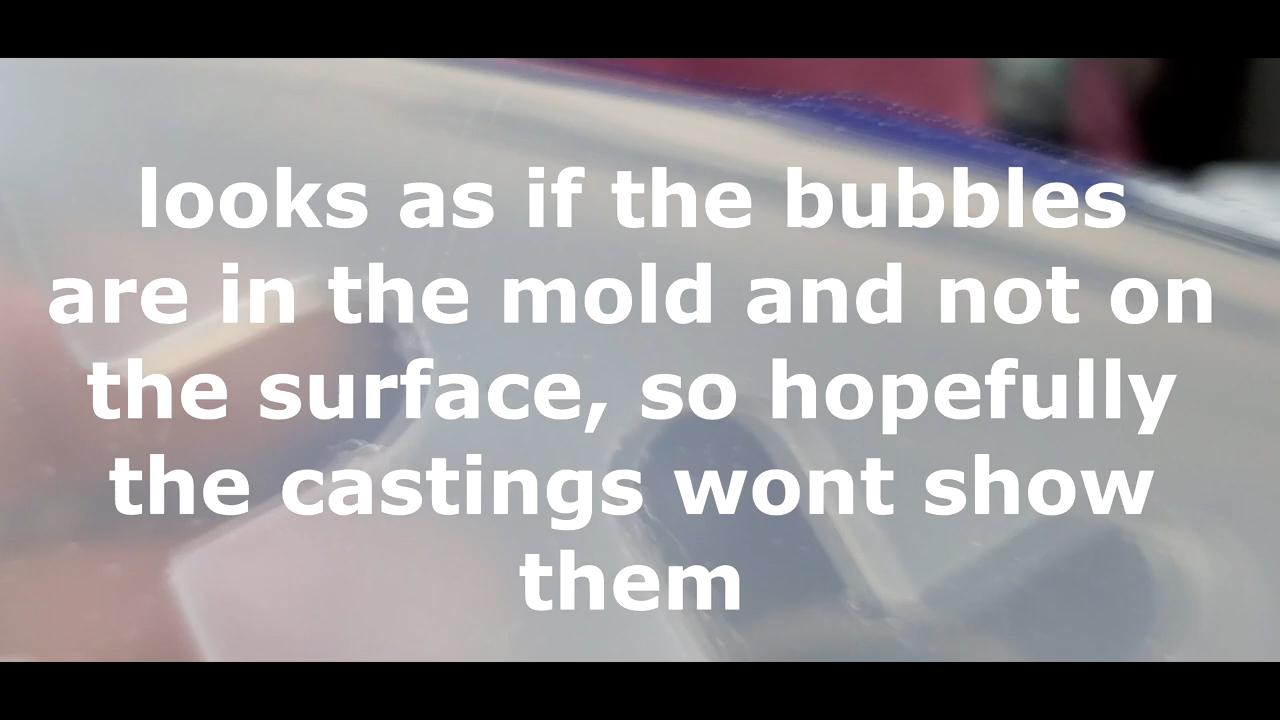 looks as if the bubbles
are in the mold and not on
the surface, so hopefully
the castings wont show
them